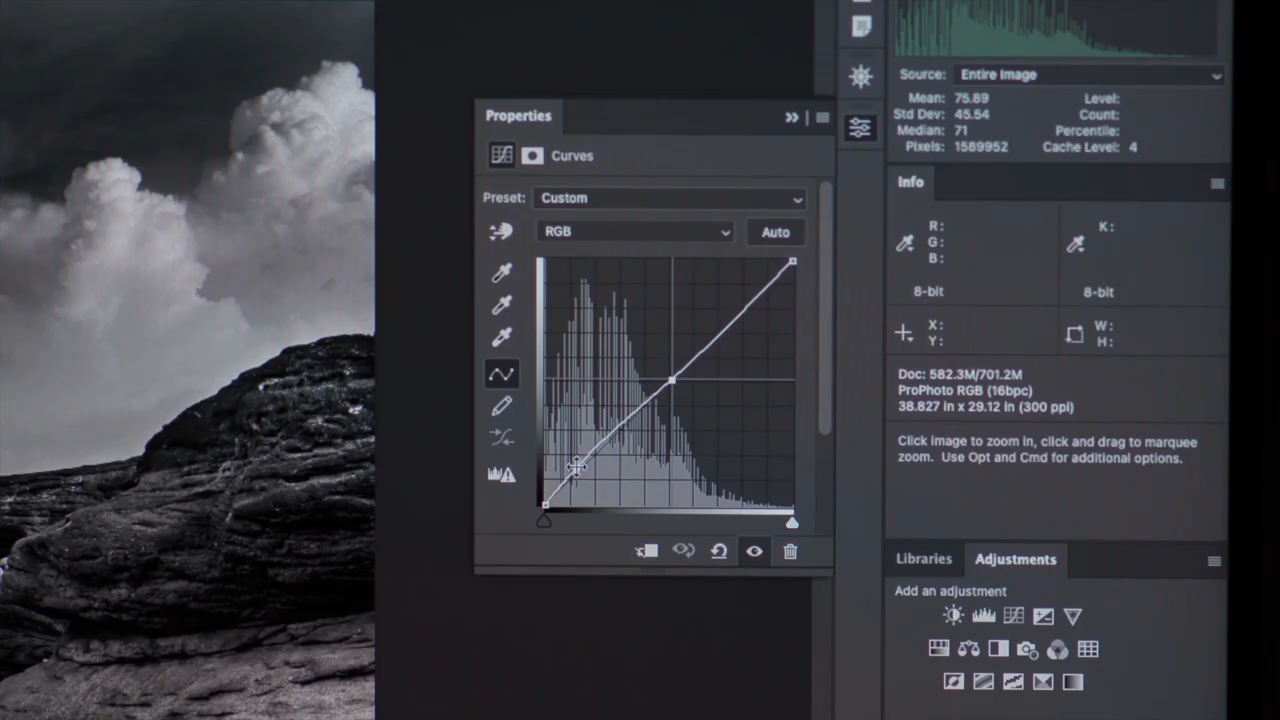 Properties
Curves
Preset: Custom
RGB
Auto
Source: Entire Image
Mean: 75.89
Level:
Std Dev: 45.54
Count:
Median: 71
Percentile:
Pixels: 1589952
Cache Level: 4
Info
R:
G:
B:
K:
8-bit
8-bit
X:
Y:
W:
H:
Doc: 582.3M/701.2M
ProPhoto RGB (16bpc)
38.827 in x 29.12 in (300 ppi)
Click image to zoom in, click and drag to marquee
zoom. Use Opt and Cmd for additional options.
Libraries
Adjustments
Add an adjustment